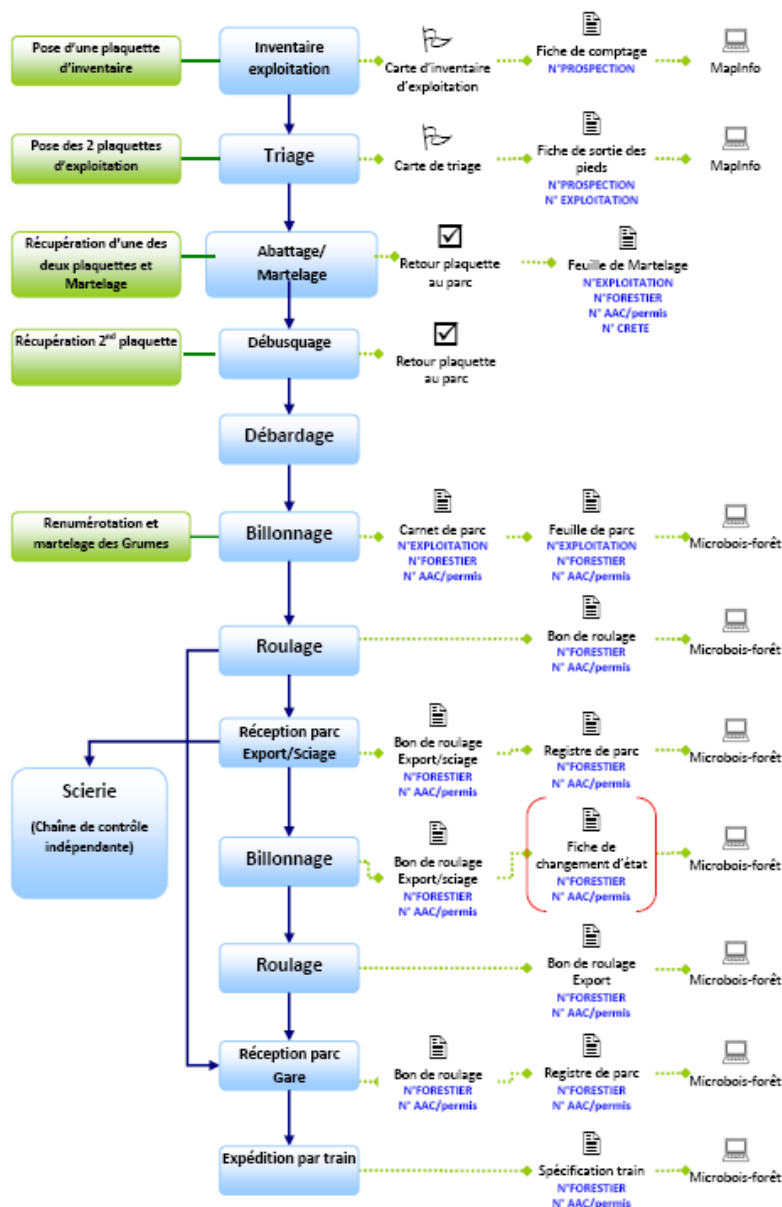 Pose d'une plaquette
d'inventaire
Inventaire
exploitation
Carte d'inventaire
d'exploitation
Fiche de comptage
N°PROSPECTION
MapInfo
Pose des 2 plaquettes
d'exploitation
Triage
Carte de triage
Fiche de sortie des
pieds
N°PROSPECTION
N° EXPLOITATION
MapInfo
Récupération d'une des
deux plaquettes et
Martelage
Abattage/
Martelage
Retour plaquette
au parc
Feuille de Martelage
N°EXPLOITATION
N°FORESTIER
N° AAC/permis
N° CRETE
Récupération 2nd plaquette
Débusquage
Retour plaquette
au parc
Débardage
Renumérotation et
martelage des Grumes
Billonnage
Carnet de parc
N°EXPLOITATION
N°FORESTIER
N° AAC/permis
Feuille de parc
N°EXPLOITATION
N°FORESTIER
N° AAC/permis
Microbois-forêt
Roulage
Bon de roulage
N°FORESTIER
N° AAC/permis
Microbois-forêt
Réception parc
Export/Sciage
Bon de roulage
Export/sciage
N°FORESTIER
N° AAC/permis
Registre de parc
N°FORESTIER
N° AAC/permis
Microbois-forêt
Scierie
(Chaîne de contrôle
indépendante)
Billonnage
Bon de roulage
Export/sciage
N°FORESTIER
N° AAC/permis
Fiche de
changement d'état
N°FORESTIER
N° AAC/permis
Microbois-forêt
Roulage
Bon de roulage
Export
N°FORESTIER
N° AAC/permis
Microbois-forêt
Réception parc
Gare
Bon de roulage
N°FORESTIER
N° AAC/permis
Registre de parc
N°FORESTIER
N° AAC/permis
Microbois-forêt
Expédition par train
Spécification train
N°FORESTIER
N° AAC/permis
Microbois-forêt